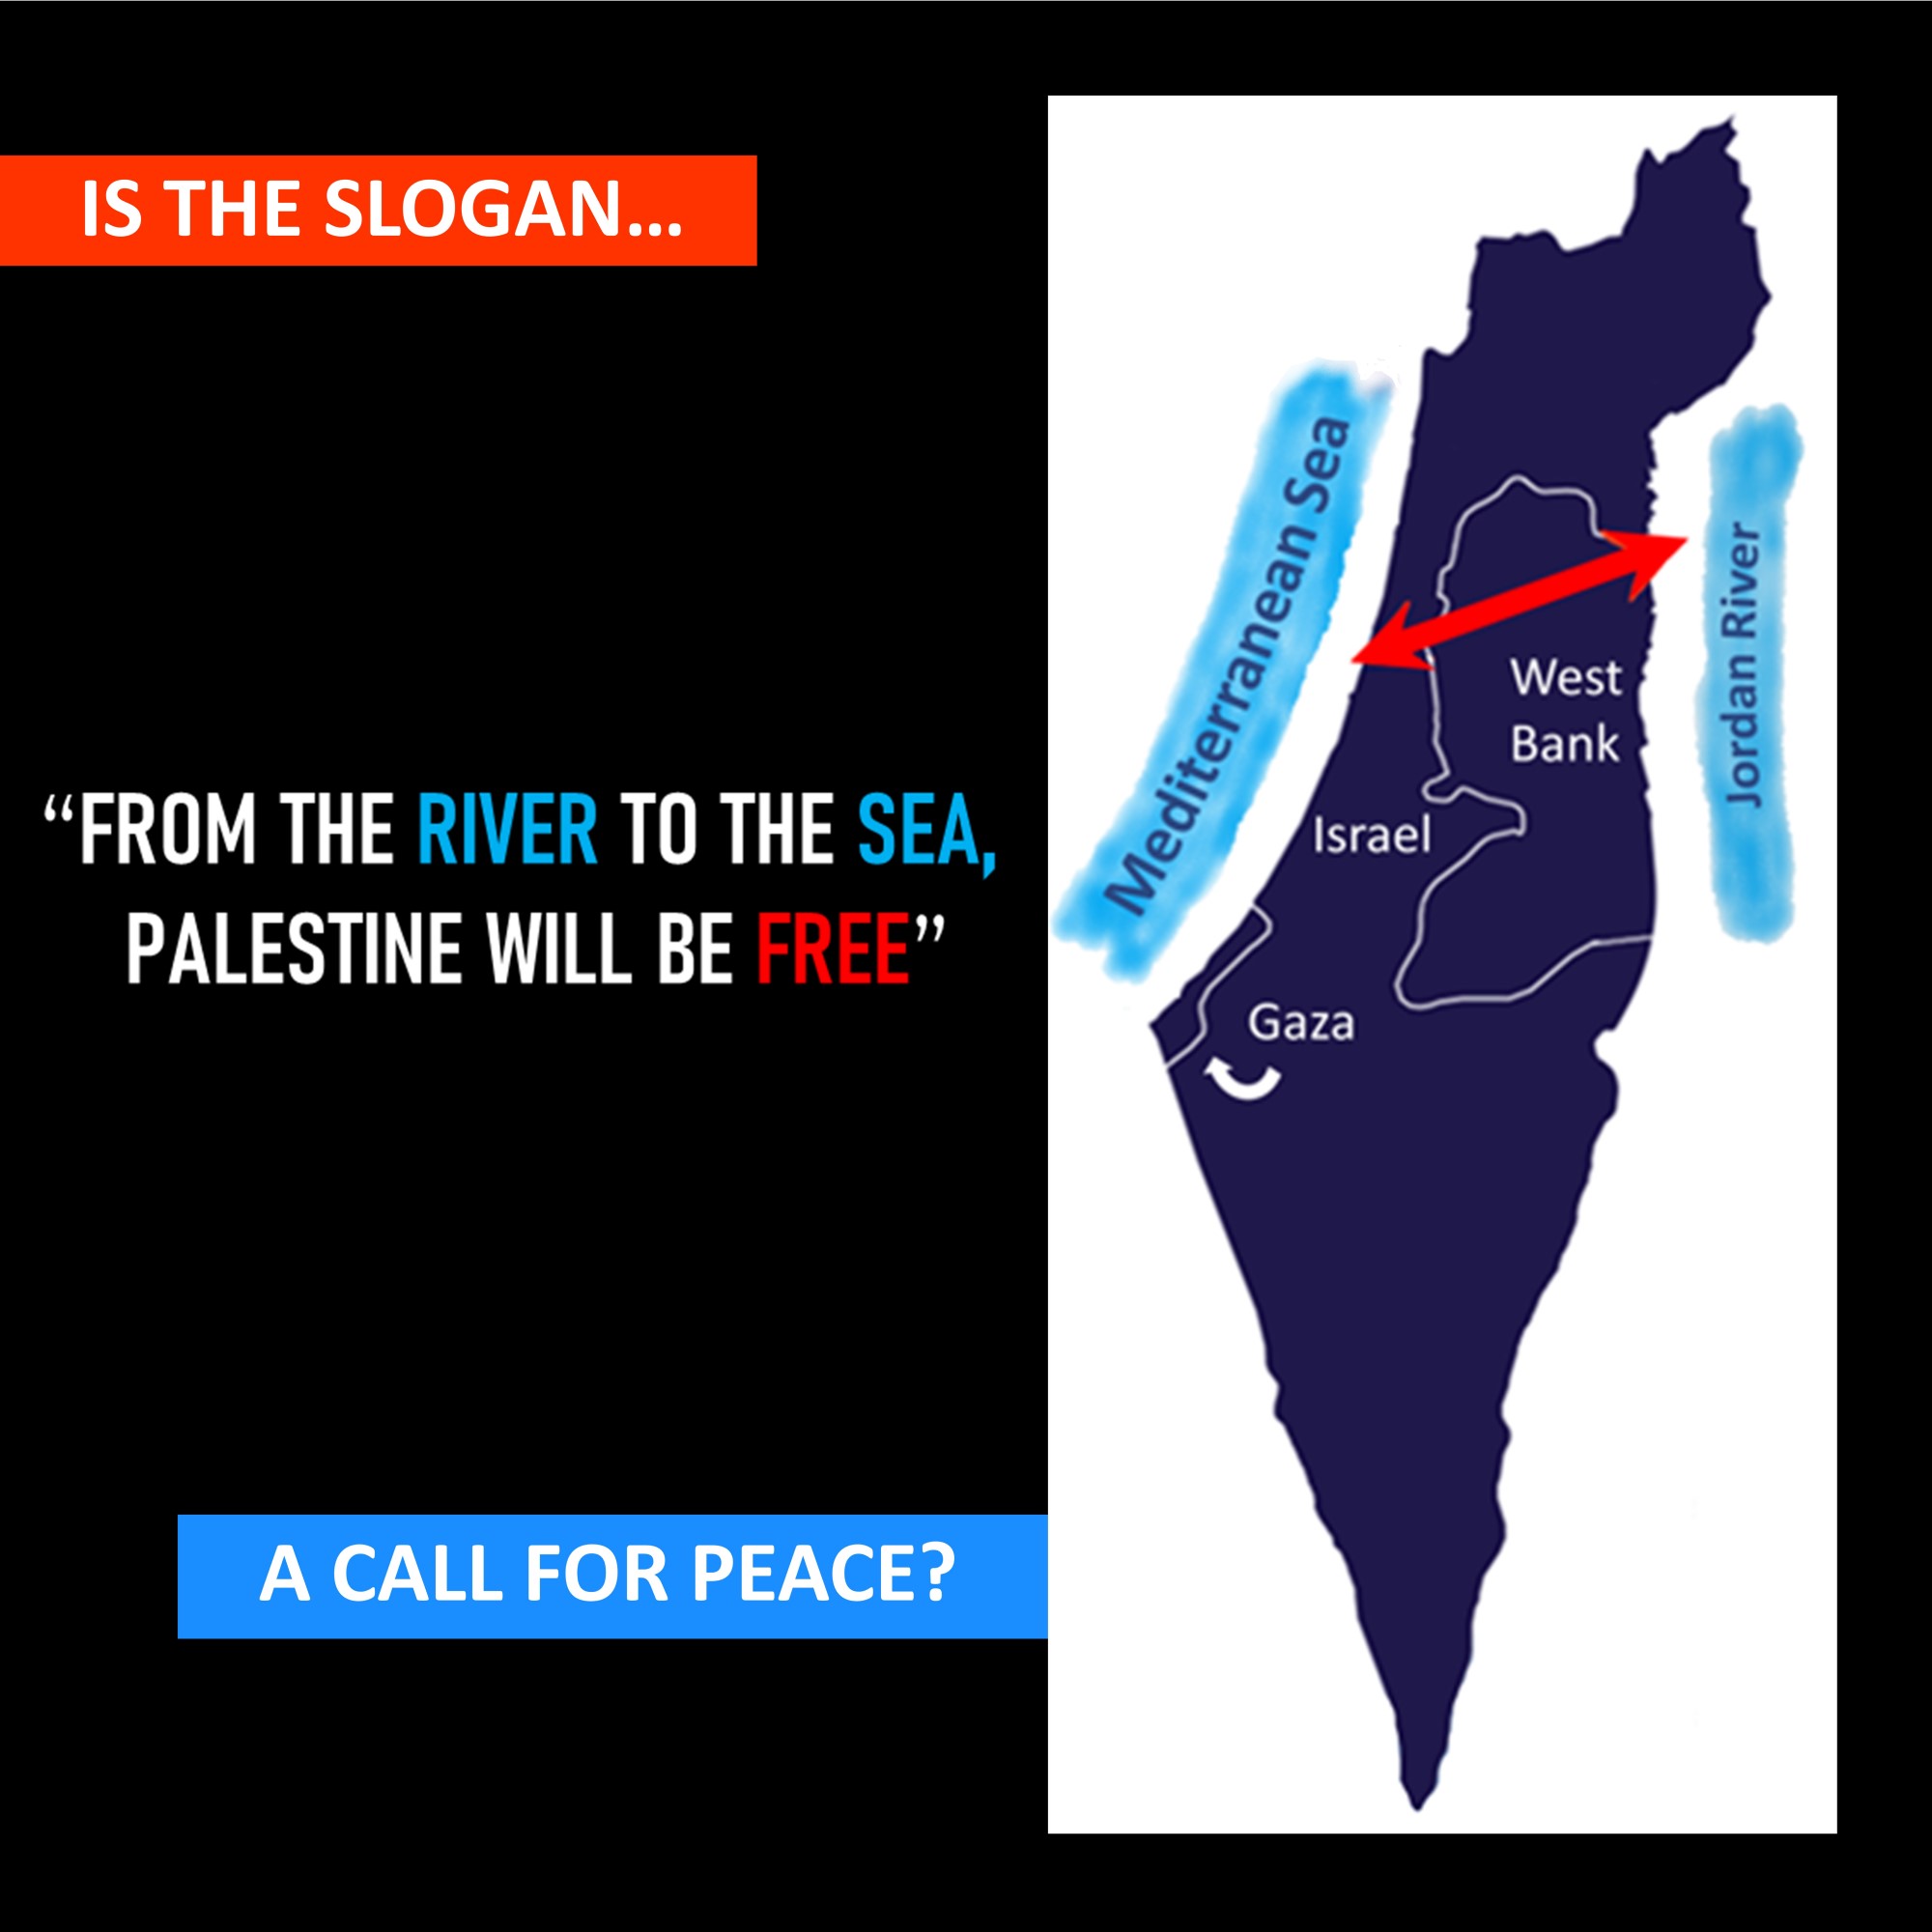 IS THE SLOGAN...
“FROM THE RIVER TO THE SEA,
PALESTINE WILL BE FREE”
A CALL FOR PEACE?
Mediterranean Sea
Jordan River
West
Bank
Israel
Gaza